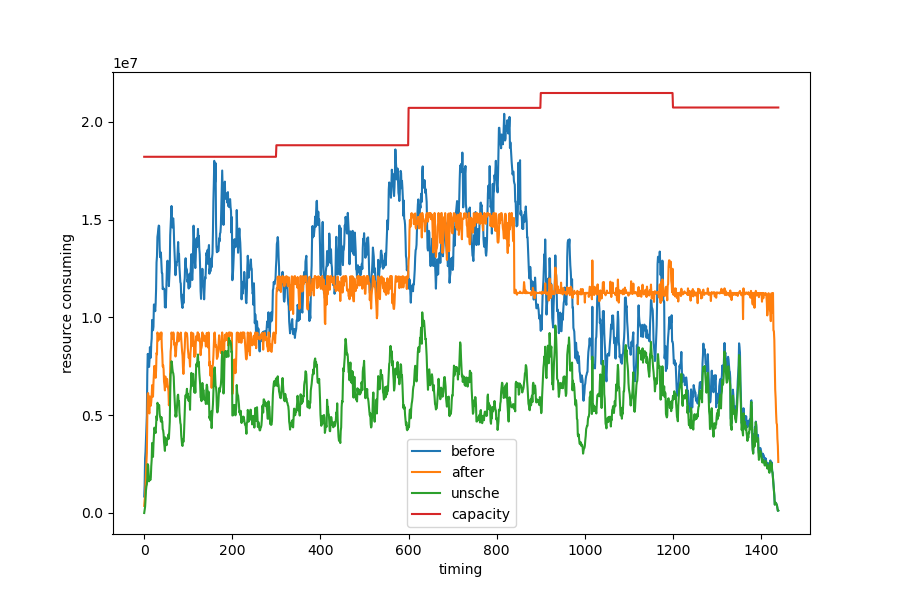 1e7
2.0
1.5
1.0
0.5
0.0
resource consuming
before
after
unsche
capacity
0 200 400 600 800 1000 1200 1400
timing